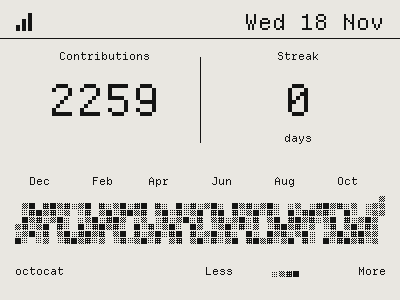 Wed 18 Nov
Contributions
2259
Streak
0
days
Dec Feb Apr Jun Aug Oct
octocat Less More